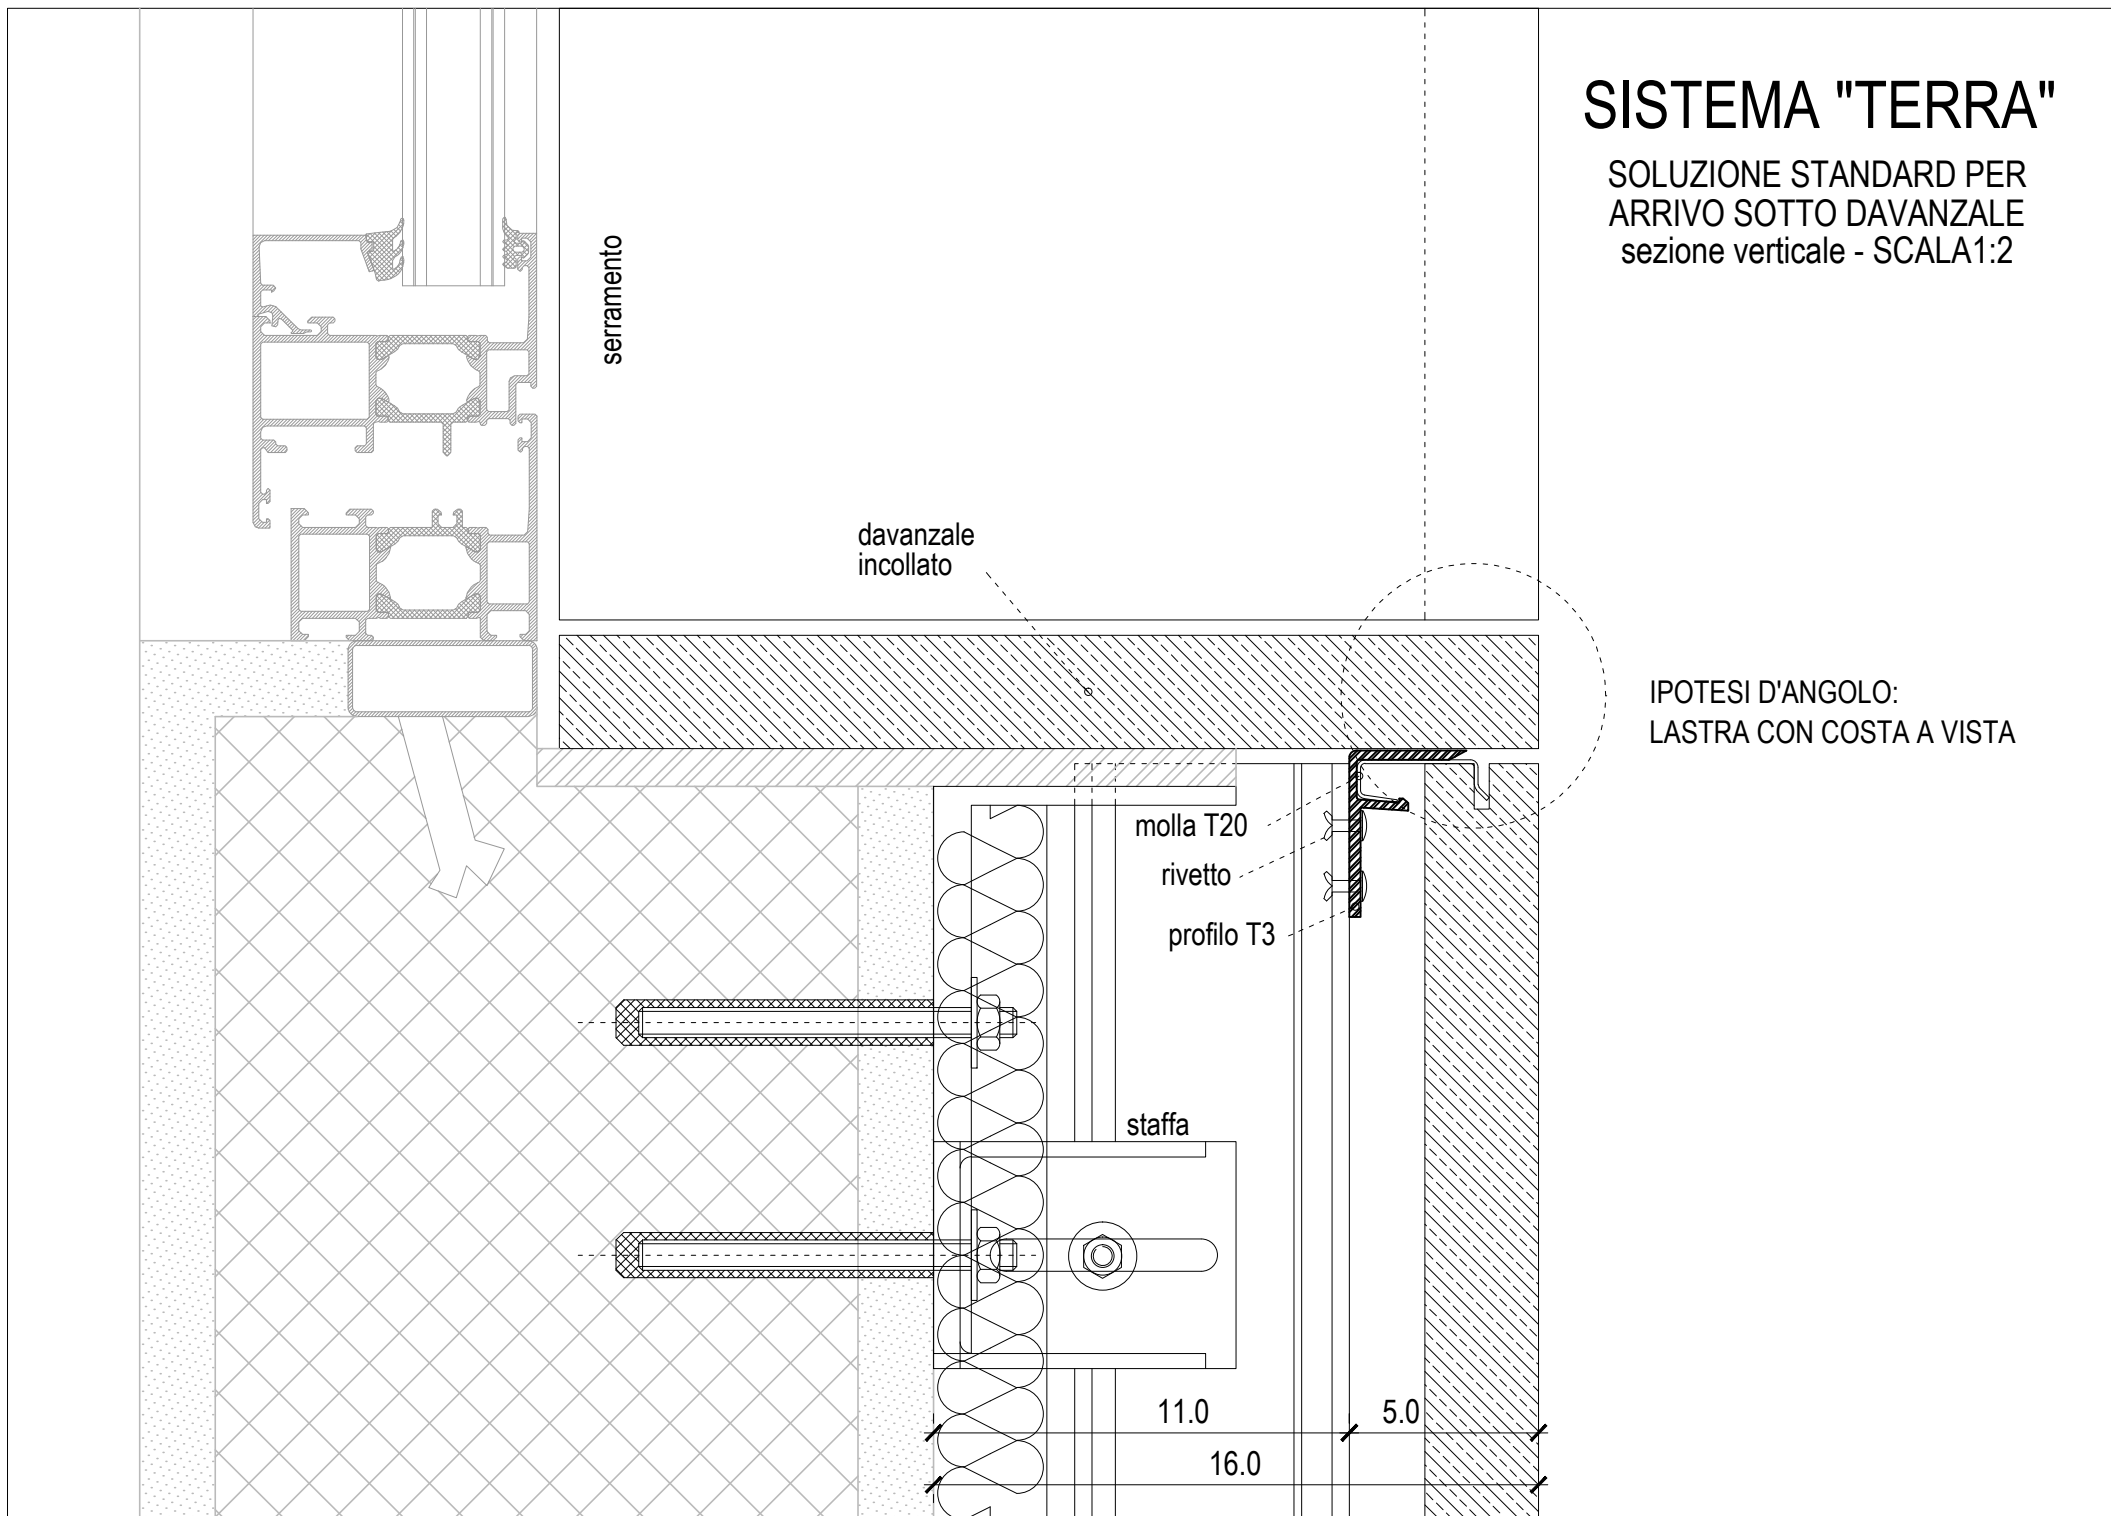 SISTEMA "TERRA"
SOLUZIONE STANDARD PER
ARRIVO SOTTO DAVANZALE
sezione verticale - SCALA1:2
serramento
davanzale
incollato
IPOTESI D'ANGOLO:
LASTRA CON COSTA A VISTA
molla T20
rivetto
profilo T3
staffa
11.0
5.0
16.0